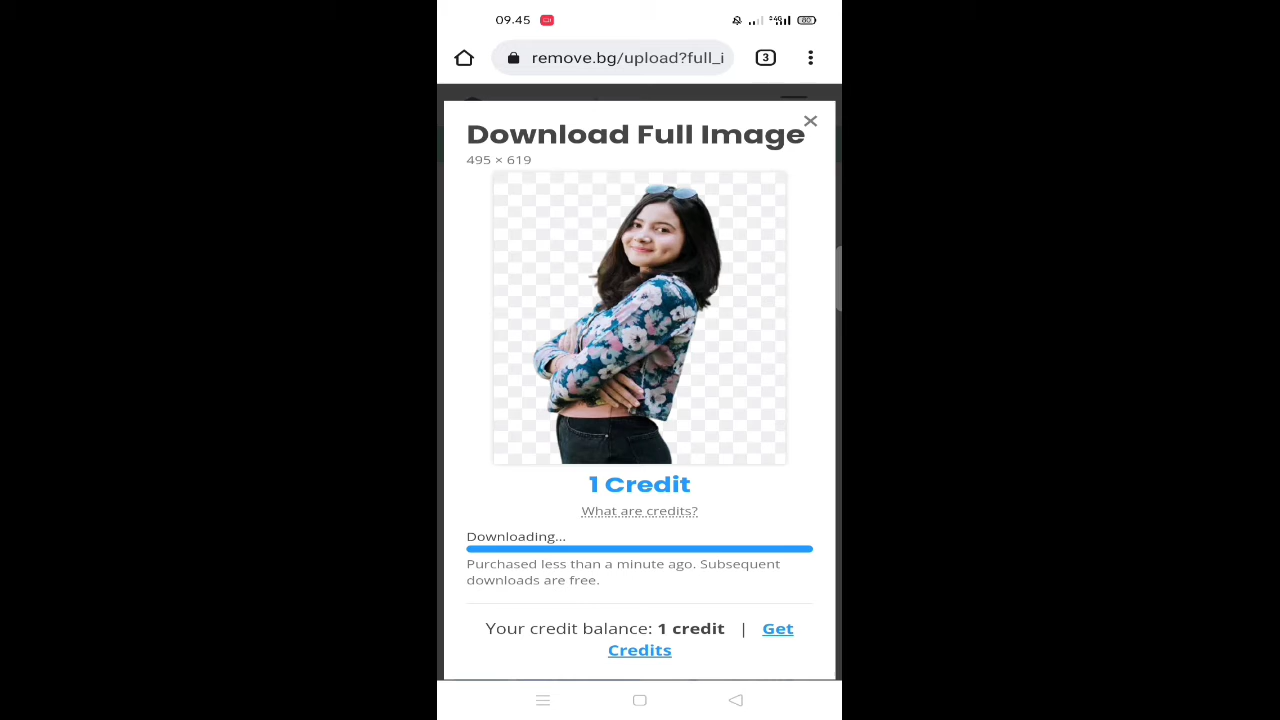 09.45
80
remove.bg/upload?full_i
3
Download Full Image
495 × 619
1 Credit
What are credits?
Downloading...
Purchased less than a minute ago. Subsequent
downloads are free.
Your credit balance: 1 credit | Get
Credits